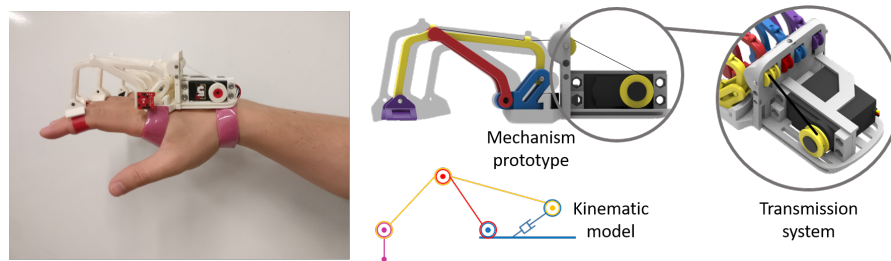 Mechanism
prototype
Kinematic
model
Transmission
system